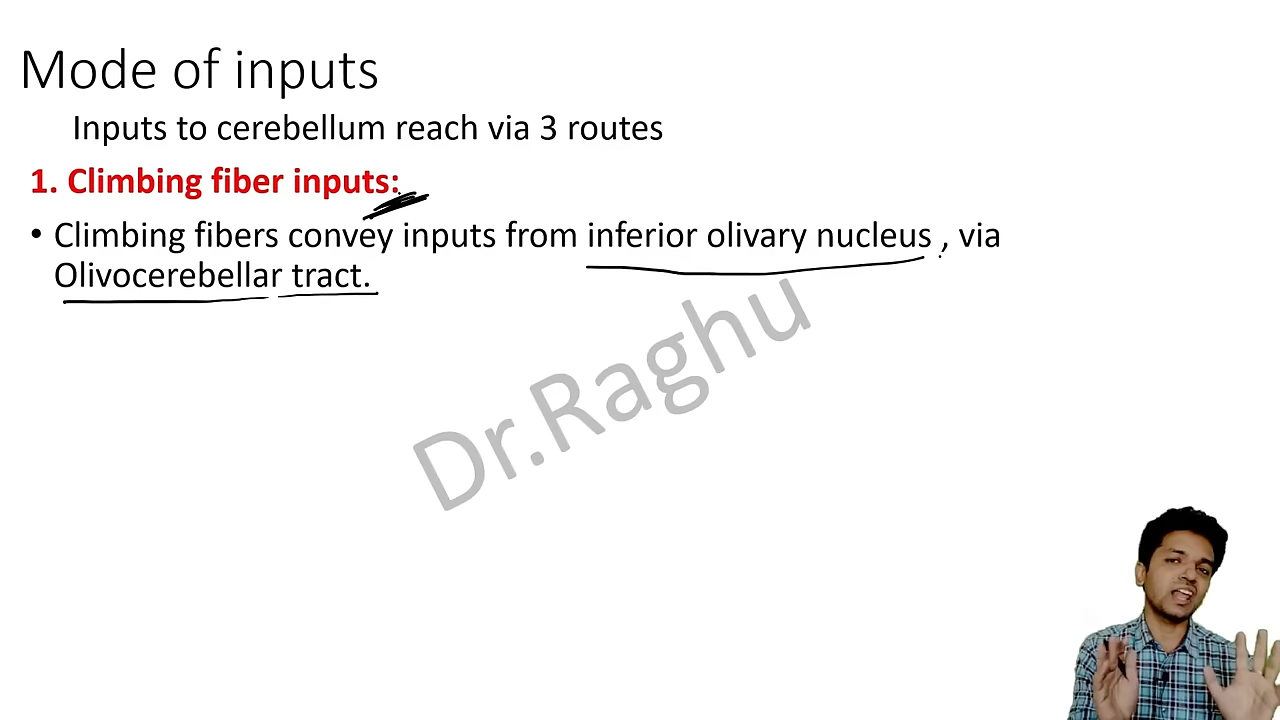 Mode of inputs
Inputs to cerebellum reach via 3 routes
1. Climbing fiber inputs:
• Climbing fibers convey inputs from inferior olivary nucleus , via
Olivocerebellar tract.
Dr.Raghu